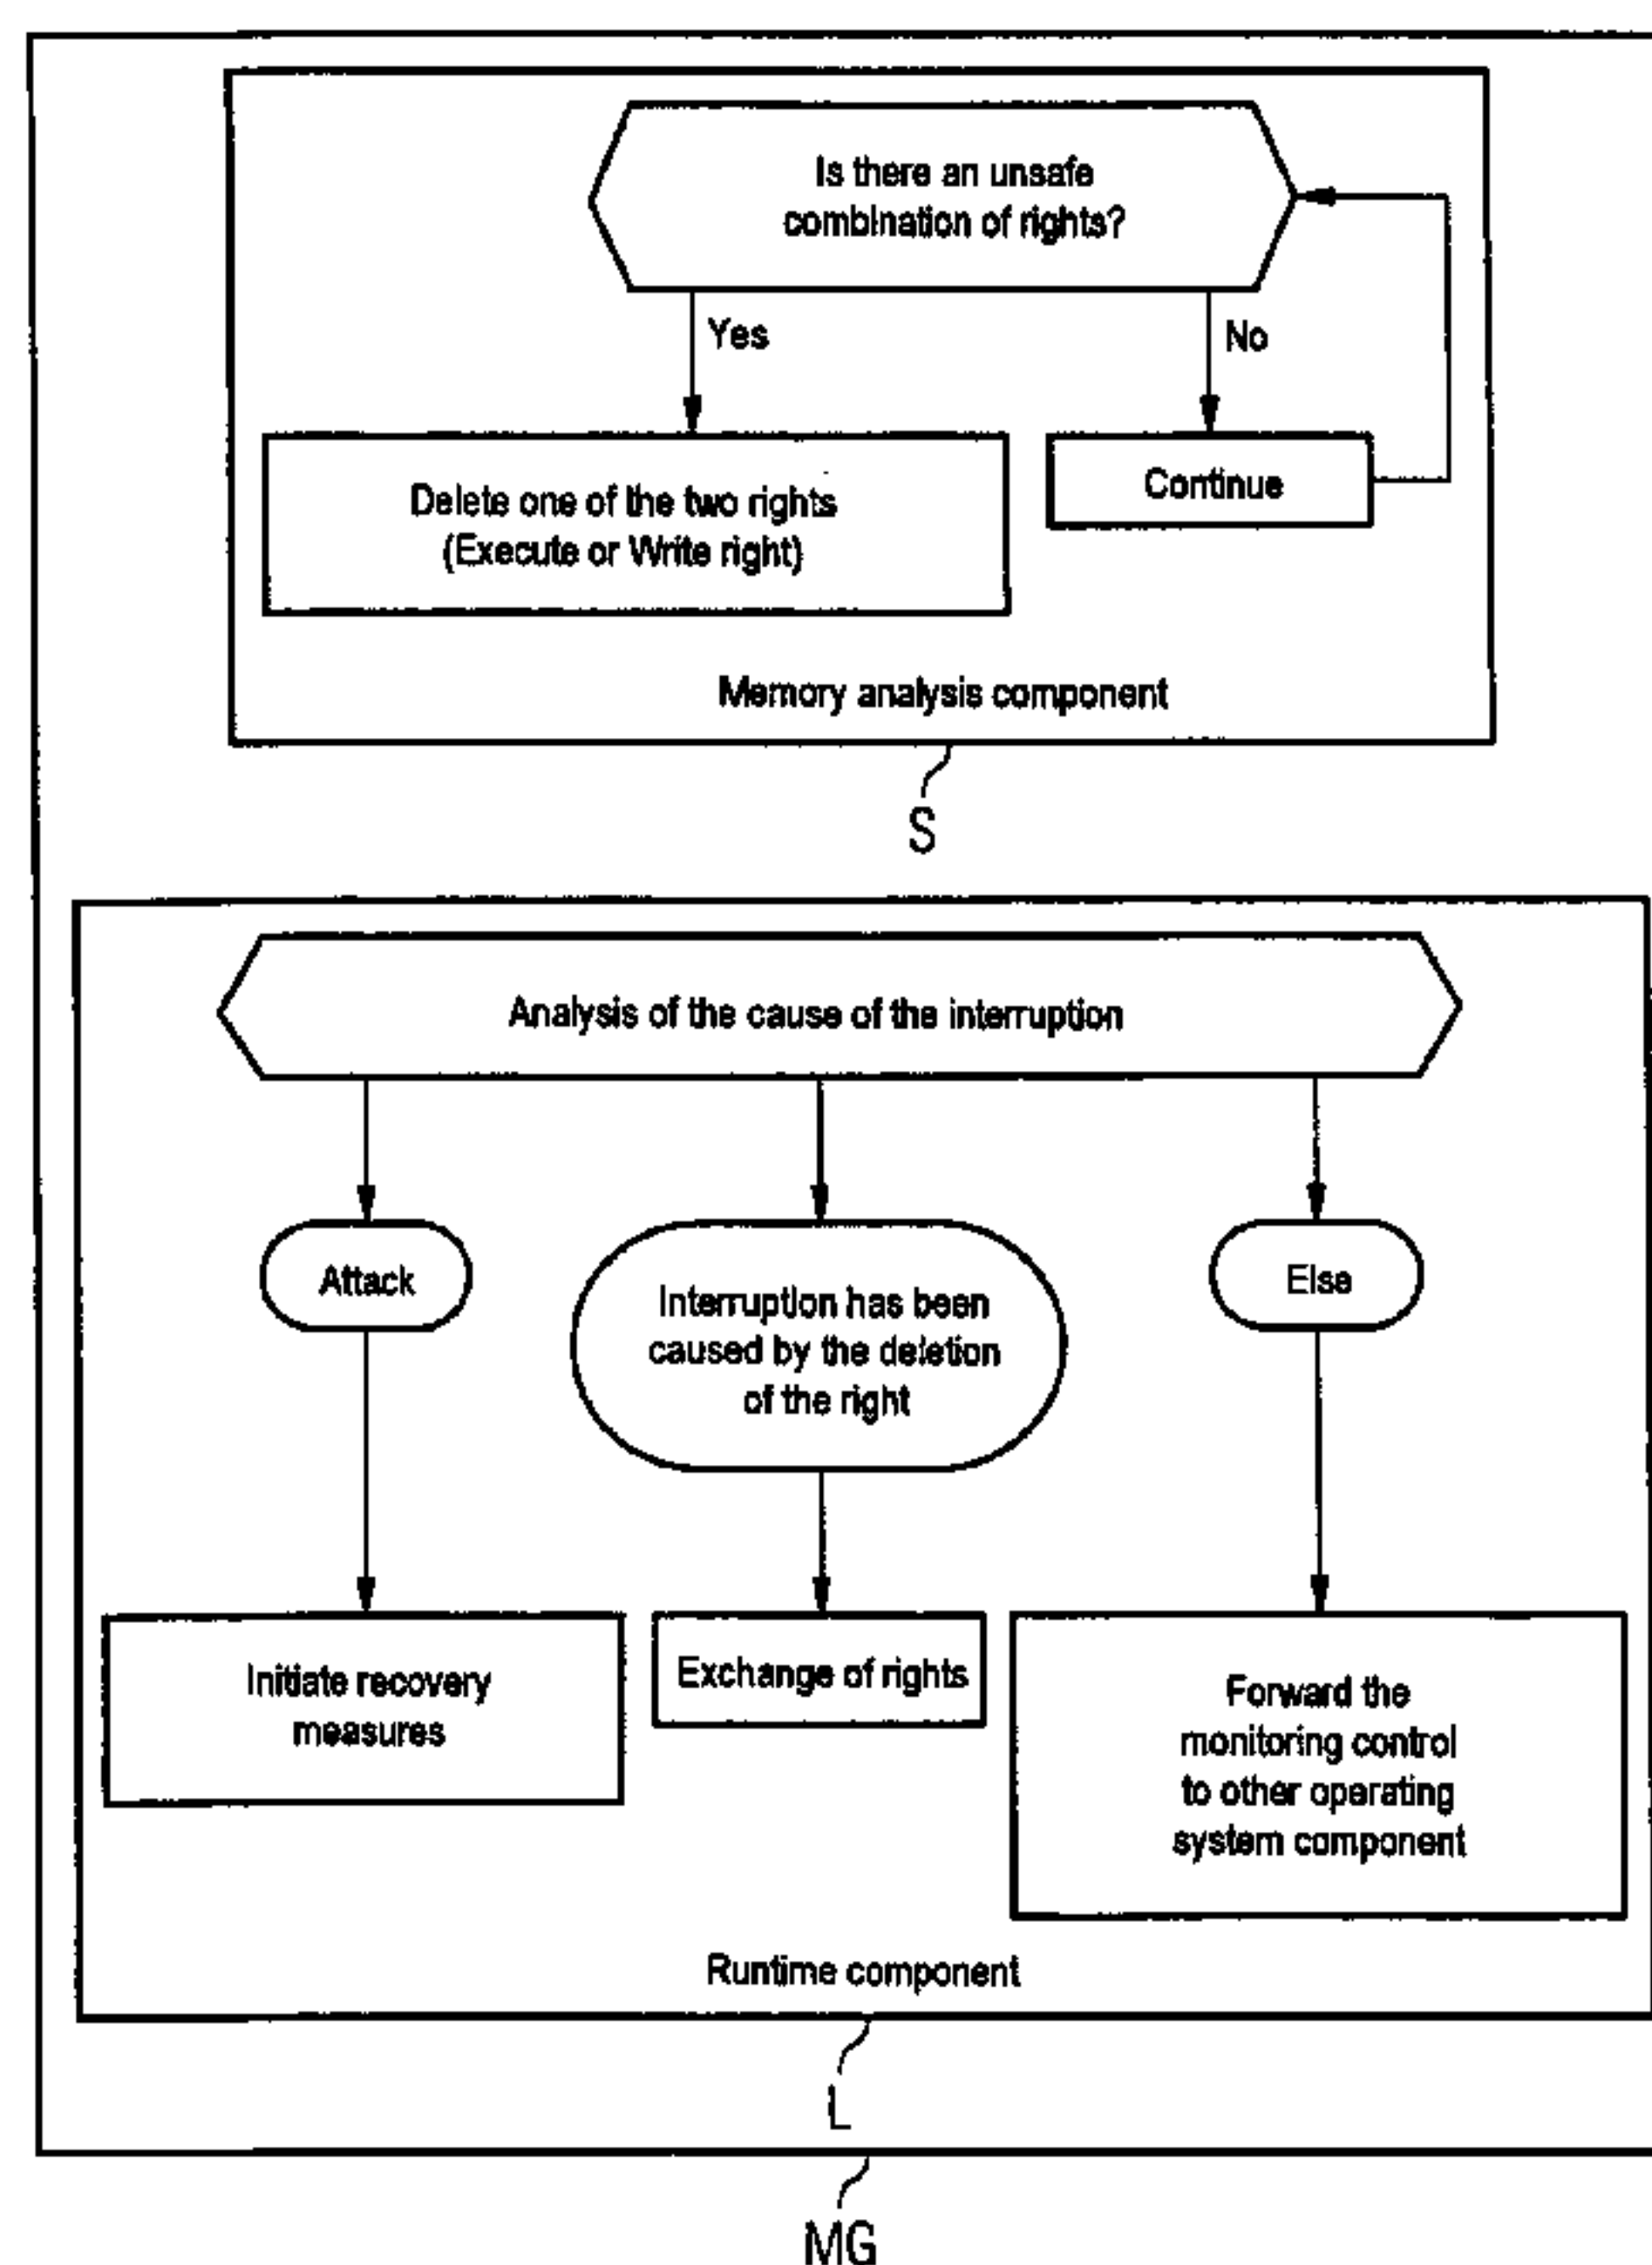 Is there an unsafe
combination of rights?
Yes
No
Delete one of the two rights
(Execute or Write right)
Continue
Memory analysis component
S
Analysis of the cause of the interruption
Attack
Interruption has been
caused by the deletion
of the right
Else
Initiate recovery
measures
Exchange of rights
Forward the
monitoring control
to other operating
system component
Runtime component
L
MG